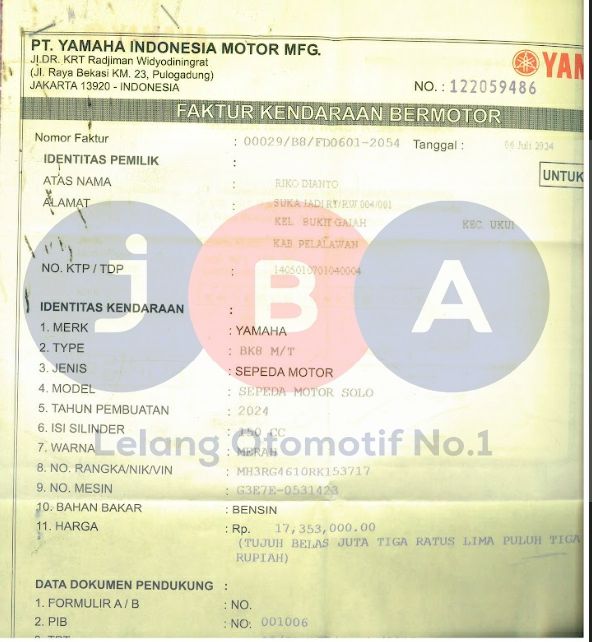 PT. YAMAHA INDONESIA MOTOR MFG.
Jl.DR. KRT Radjiman Widyodiningrat
(Jl. Raya Bekasi KM. 23, Pulogadung)
JAKARTA 13920 - INDONESIA
YAM
NO. : 122059486
FAKTUR KENDARAAN BERMOTOR
Nomor Faktur : 00029/B8/FD0601-2054 Tanggal : 06 Juli 2024
IDENTITAS PEMILIK :
UNTUK
ATAS NAMA : RIKO DIANTO
ALAMAT : SUKA JADI RT/RW 004/001
KEL BUKIT GAJAH KEC. UKUI
KAB PELALAWAN
NO. KTP / TDP : 1405010701040004
IDENTITAS KENDARAAN :
1. MERK : YAMAHA
2. TYPE : BK8 M/T
3. JENIS : SEPEDA MOTOR
4. MODEL : SEPEDA MOTOR SOLO
5. TAHUN PEMBUATAN : 2024
6. ISI SILINDER : 150 CC
7. WARNA : MERAH
8. NO. RANGKA/NIK/VIN : MH3RG4610RK153717
9. NO. MESIN : G3E7E-0531423
10. BAHAN BAKAR : BENSIN
11. HARGA : Rp. 17,353,000.00
(TUJUH BELAS JUTA TIGA RATUS LIMA PULUH TIGA
RUPIAH)
DATA DOKUMEN PENDUKUNG :
1. FORMULIR A / B : NO.
2. PIB : NO: 001006
jBA
Lelang Otomotif No.1